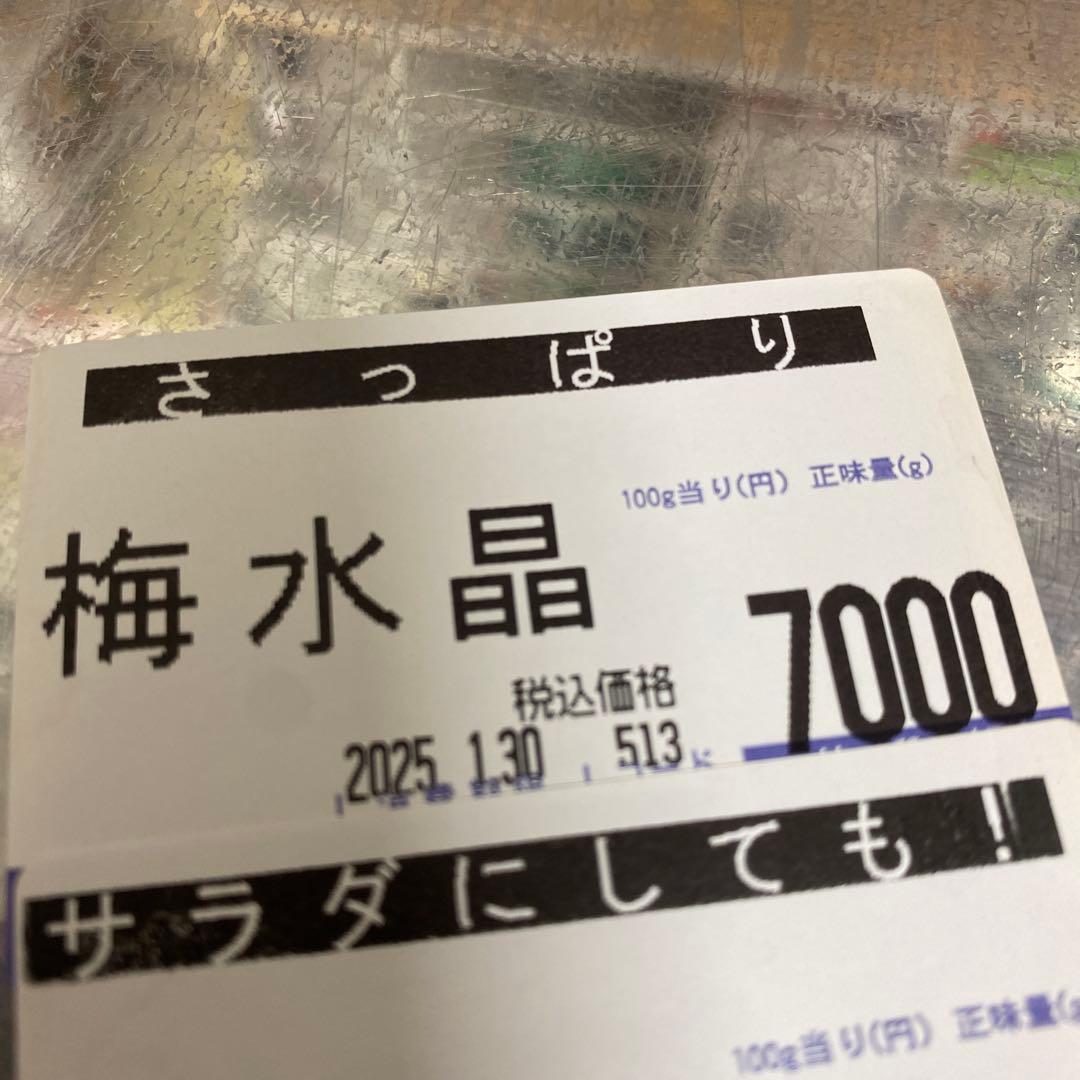 さっぱり
100g当り(円) 正味量(g)
梅水晶
7000
税込価格
2025. 1.30 513
サラダにしても!
100g当り(円) 正味量(g